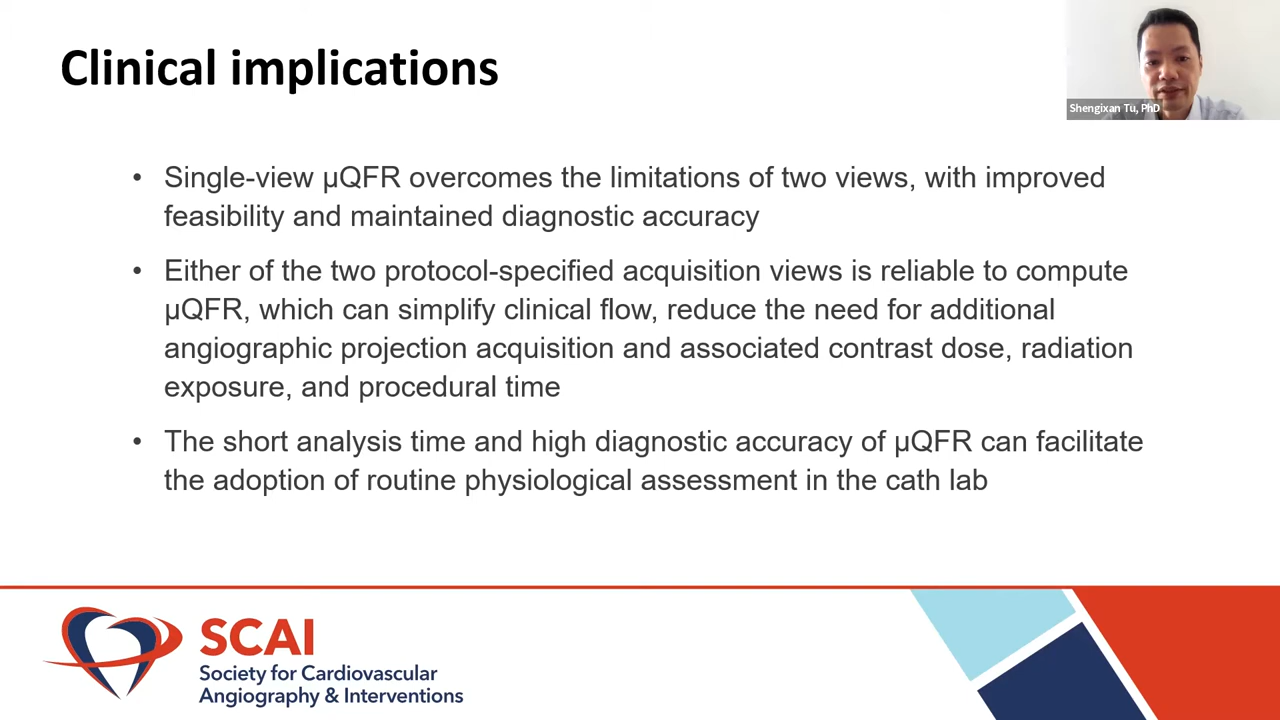 Clinical implications
Shengixan Tu, PhD
• Single-view µQFR overcomes the limitations of two views, with improved
feasibility and maintained diagnostic accuracy
• Either of the two protocol-specified acquisition views is reliable to compute
µQFR, which can simplify clinical flow, reduce the need for additional
angiographic projection acquisition and associated contrast dose, radiation
exposure, and procedural time
• The short analysis time and high diagnostic accuracy of µQFR can facilitate
the adoption of routine physiological assessment in the cath lab
SCAI
Society for Cardiovascular
Angiography & Interventions